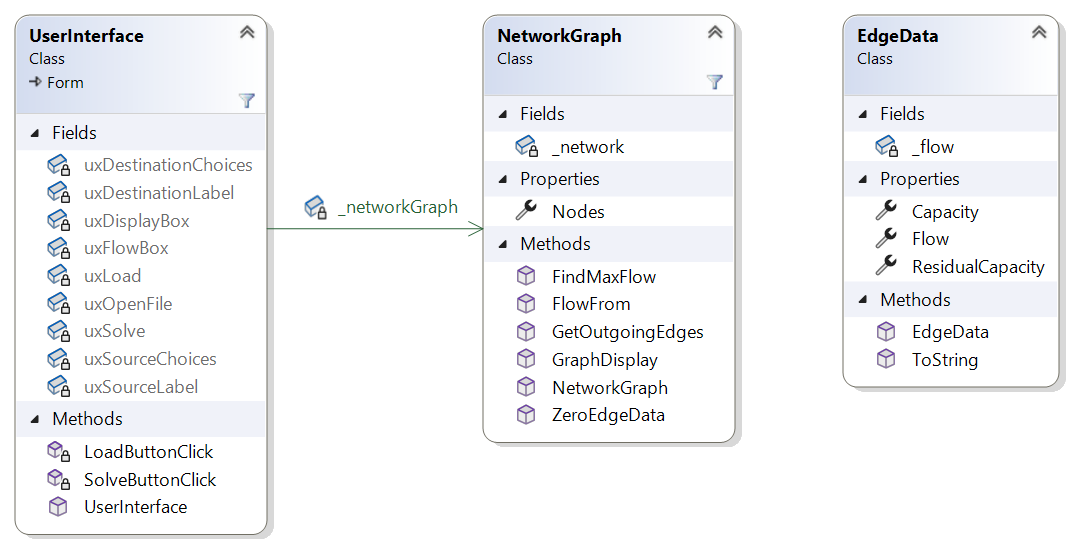 UserInterface
Class
Form
Fields
uxDestinationChoices
uxDestinationLabel
uxDisplayBox
uxFlowBox
uxLoad
uxOpenFile
uxSolve
uxSourceChoices
uxSourceLabel
Methods
LoadButtonClick
SolveButtonClick
UserInterface
_networkGraph
NetworkGraph
Class
Fields
_network
Properties
Nodes
Methods
FindMaxFlow
FlowFrom
GetOutgoingEdges
GraphDisplay
NetworkGraph
ZeroEdgeData
EdgeData
Class
Fields
_flow
Properties
Capacity
Flow
ResidualCapacity
Methods
EdgeData
ToString